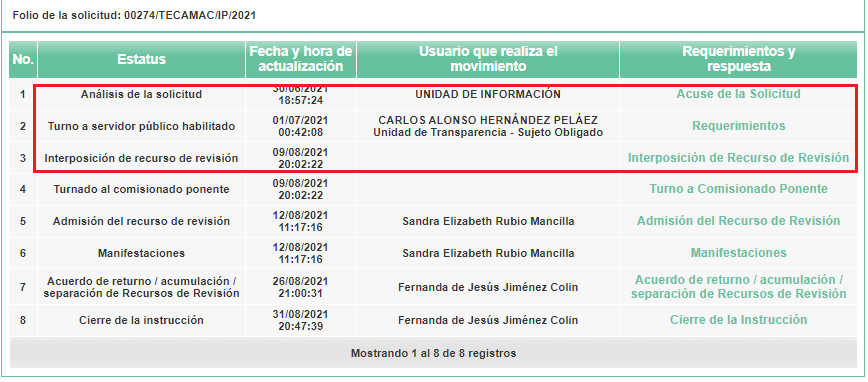 Folio de la solicitud: 00274/TECAMAC/IP/2021
No. Estatus Fecha y hora de actualización Usuario que realiza el movimiento Requerimientos y respuesta
1 Análisis de la solicitud 30/06/2021 18:57:24 UNIDAD DE INFORMACIÓN Acuse de la Solicitud
2 Turno a servidor público habilitado 01/07/2021 00:42:08 CARLOS ALONSO HERNÁNDEZ PELÁEZ Unidad de Transparencia - Sujeto Obligado Requerimientos
3 Interposición de recurso de revisión 09/08/2021 20:02:22 Interposición de Recurso de Revisión
4 Turnado al comisionado ponente 09/08/2021 20:02:22 Turno a Comisionado Ponente
5 Admisión del recurso de revisión 12/08/2021 11:17:16 Sandra Elizabeth Rubio Mancilla Admisión del Recurso de Revisión
6 Manifestaciones 12/08/2021 11:17:16 Sandra Elizabeth Rubio Mancilla Manifestaciones
7 Acuerdo de returno / acumulación / separación de Recursos de Revisión 26/08/2021 21:00:31 Fernanda de Jesús Jiménez Colin Acuerdo de returno / acumulación / separación de Recursos de Revisión
8 Cierre de la instrucción 31/08/2021 20:47:39 Fernanda de Jesús Jiménez Colin Cierre de la Instrucción
Mostrando 1 al 8 de 8 registros